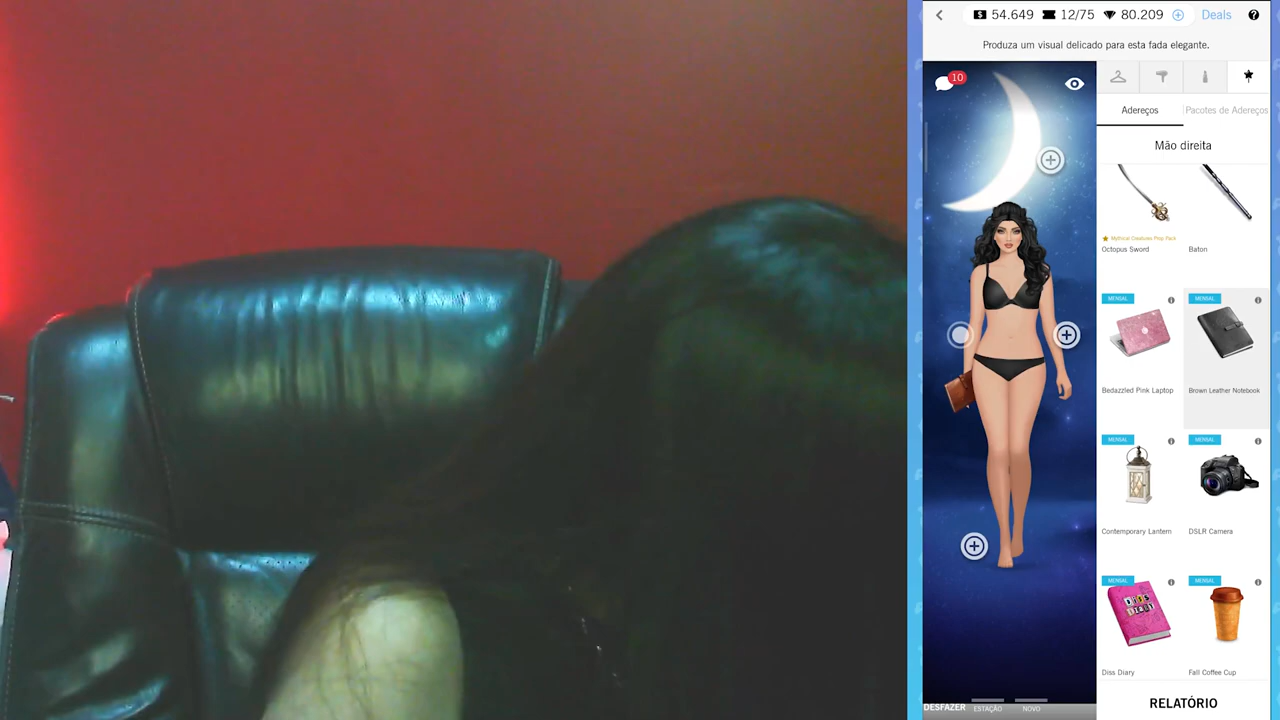 54.649 12/75 80.209 Deals ?
Produza um visual delicado para esta fada elegante.
10
Adereços Pacotes de Adereços
Mão direita
Mythical Creatures Prop Pack
Octopus Sword Baton
MENSAL MENSAL
Bedazzled Pink Laptop Brown Leather Notebook
MENSAL MENSAL
Contemporary Lantern DSLR Camera
MENSAL MENSAL
DISS DIARY
Diss Diary Fall Coffee Cup
DESFAZER ESTAÇÃO NOVO
RELATÓRIO